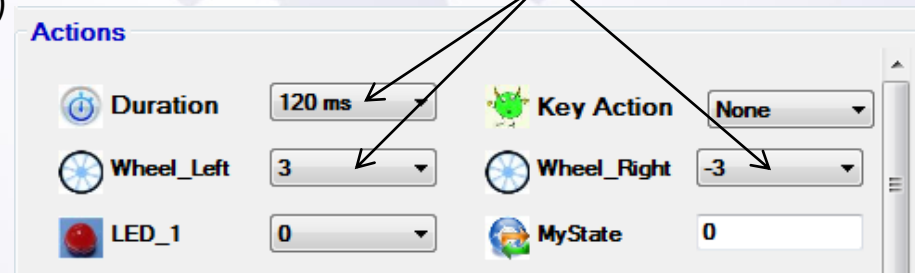 )
Actions
Duration 120 ms Key Action None
Wheel_Left 3 Wheel_Right -3
LED_1 0 MyState 0